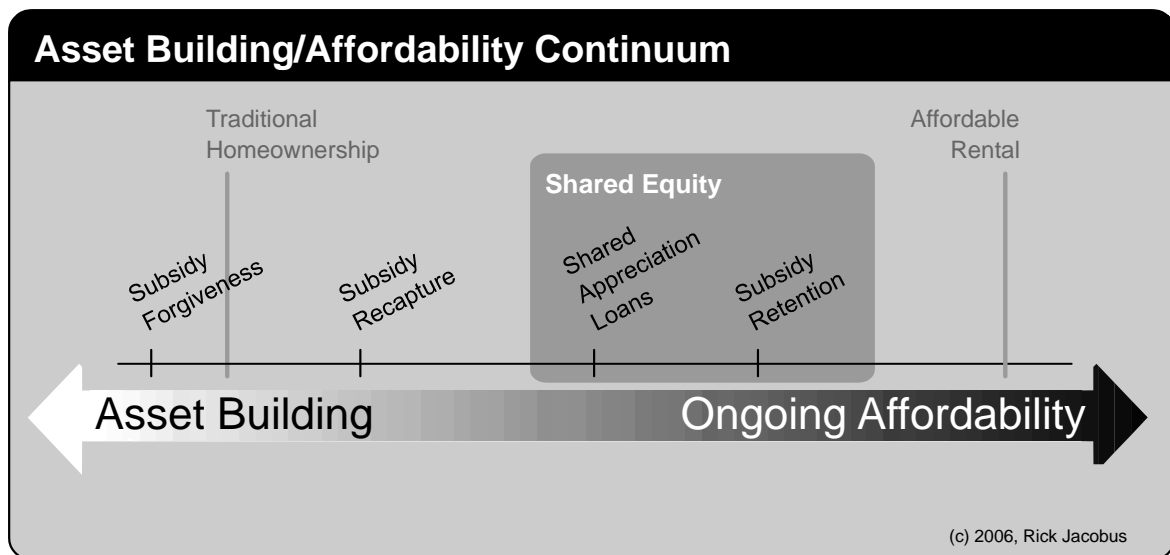 Asset Building/Affordability Continuum
Traditional
Homeownership
Affordable
Rental
Shared Equity
Subsidy
Forgiveness
Subsidy
Recapture
Shared
Appreciation
Loans
Subsidy
Retention
Asset Building
Ongoing Affordability
(c) 2006, Rick Jacobus